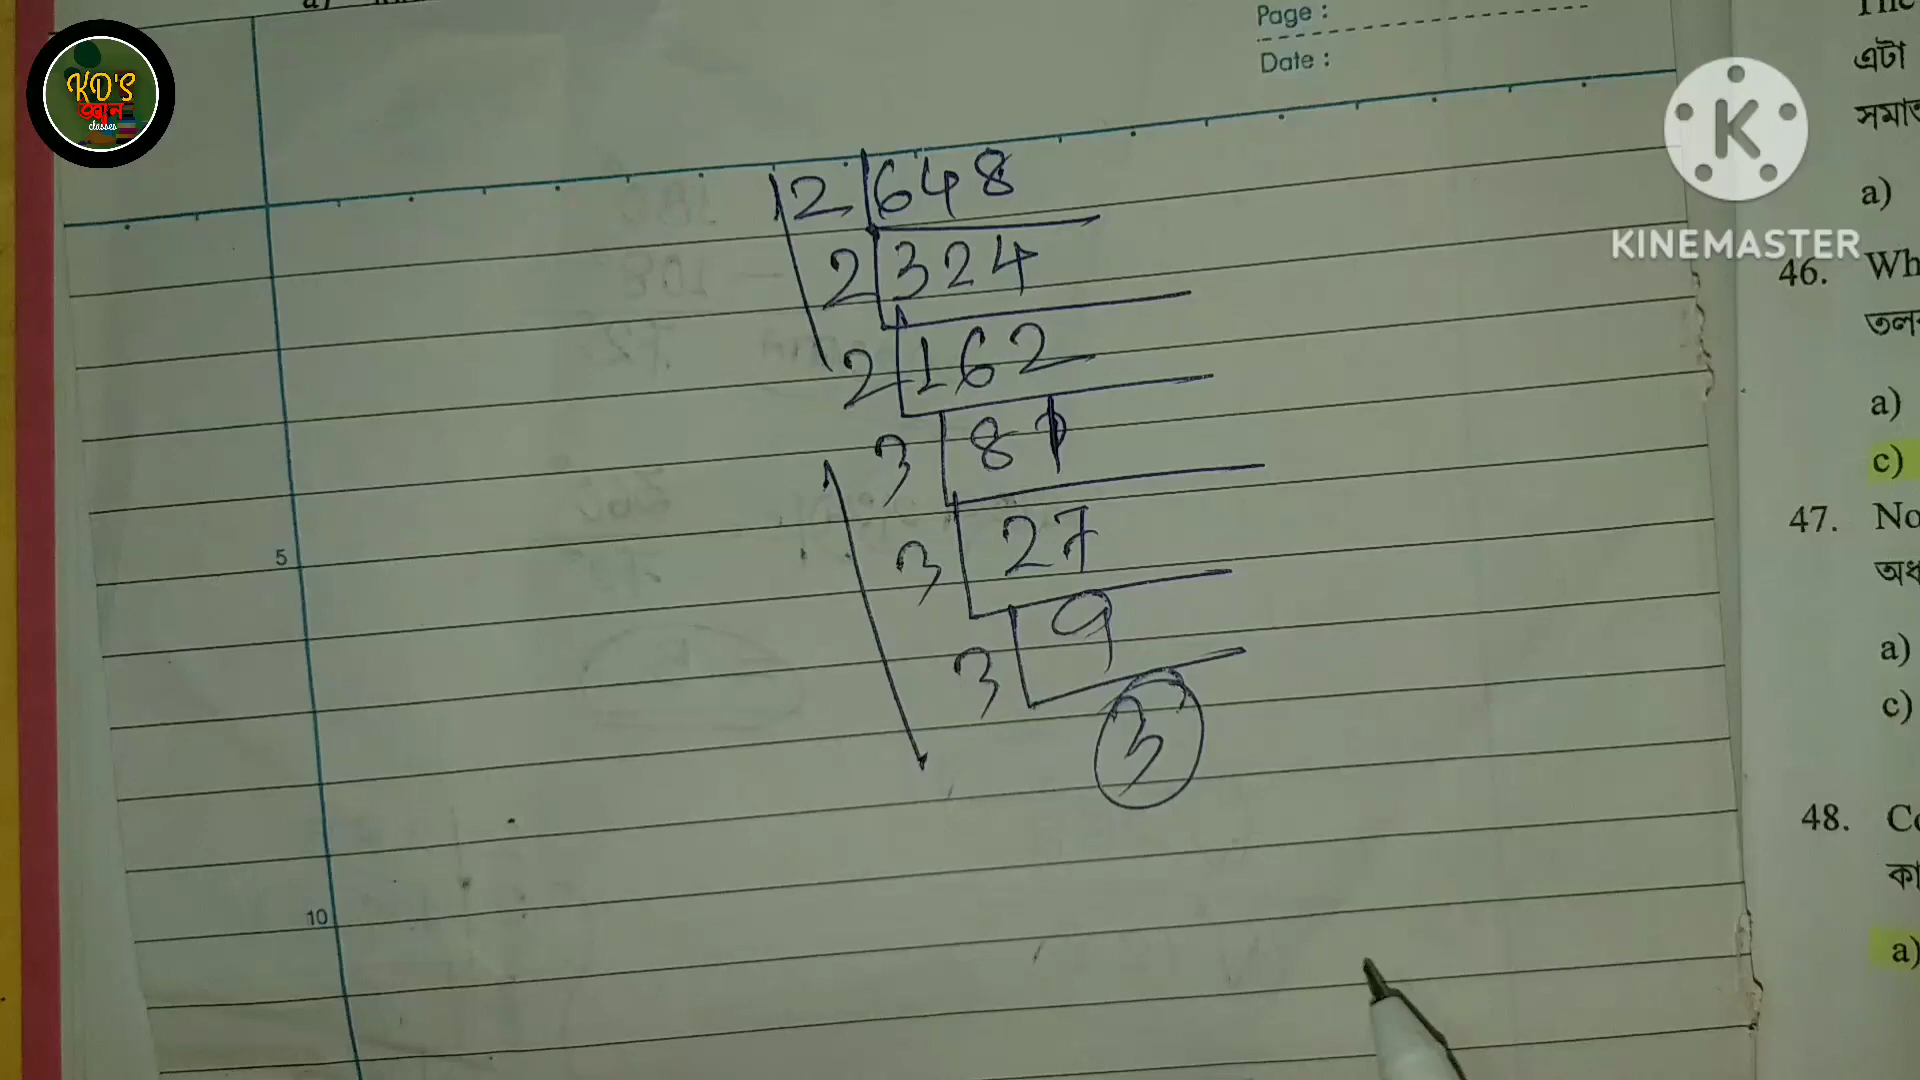 KD'S
জ্ঞান
classes
Page :
Date :
KINEMASTER
2 648
2 324
2 162
3 81
3 27
3 9
3
5
10
এটা
a)
46. Wh
a)
c)
47. No
a)
c)
48.
a)